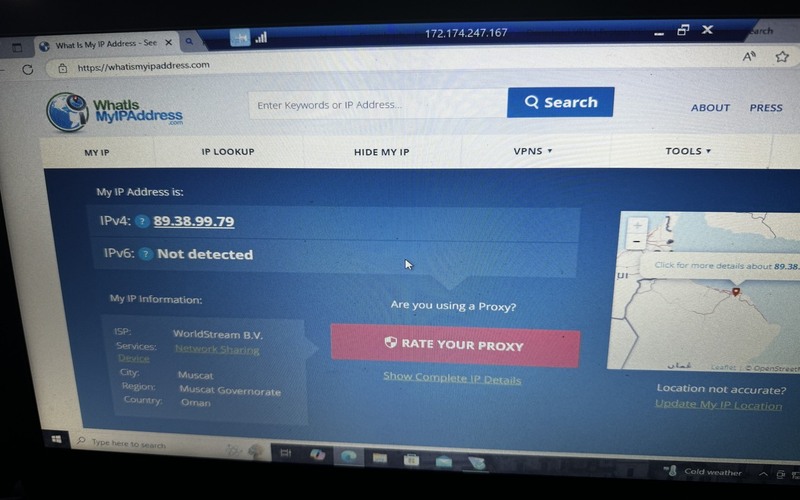 What Is My IP Address - See
172.174.247.167
earch
https://whatismyipaddress.com
WhatIs
MyIPAddress
.com
Enter Keywords or IP Address...
Search
ABOUT
PRESS
MY IP
IP LOOKUP
HIDE MY IP
VPNS
TOOLS
My IP Address is:
IPv4: ? 89.38.99.79
IPv6: ? Not detected
Click for more details about 89.38.
My IP Information:
Are you using a Proxy?
ISP: WorldStream B.V.
Services: Network Sharing
Device
City: Muscat
Region: Muscat Governorate
Country: Oman
RATE YOUR PROXY
Show Complete IP Details
عمان
Leaflet | © OpenStreetM
Location not accurate?
Update My IP Location
Type here to search
Cold weather